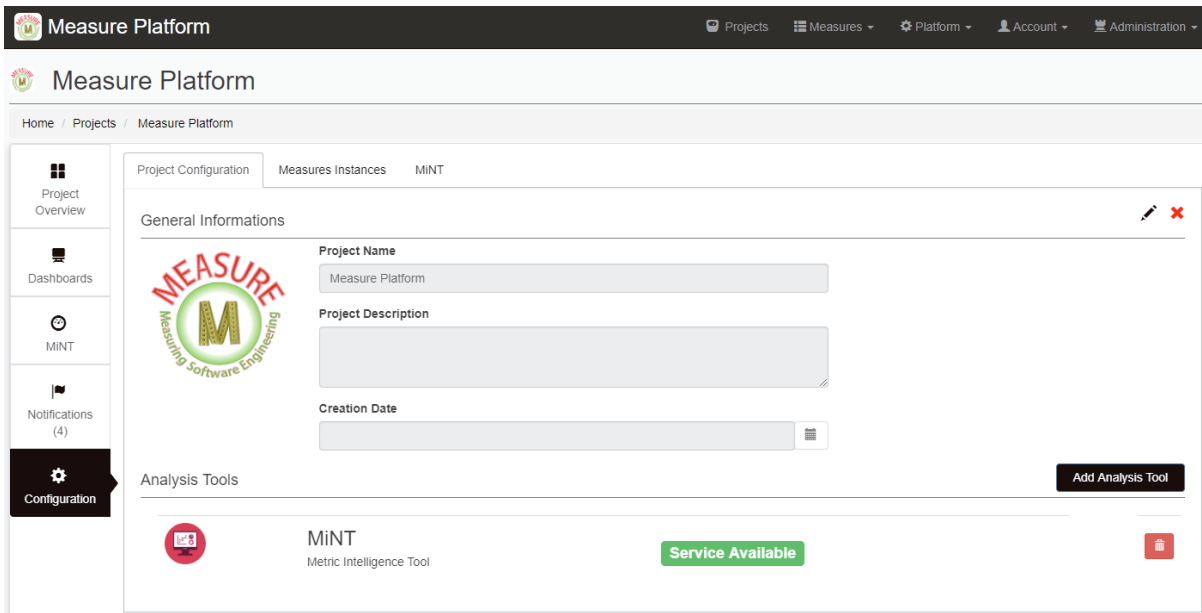 Measure Platform
Projects
Measures
Platform
Account
Administration
Measure Platform
Home / Projects / Measure Platform
Project
Overview
Dashboards
MiNT
Notifications
(4)
Configuration
Project Configuration
Measures Instances
MiNT
General Informations
MEASURE
M
Measuring Software Engineering
Project Name
Measure Platform
Project Description
Creation Date
Analysis Tools
Add Analysis Tool
MiNT
Metric Intelligence Tool
Service Available